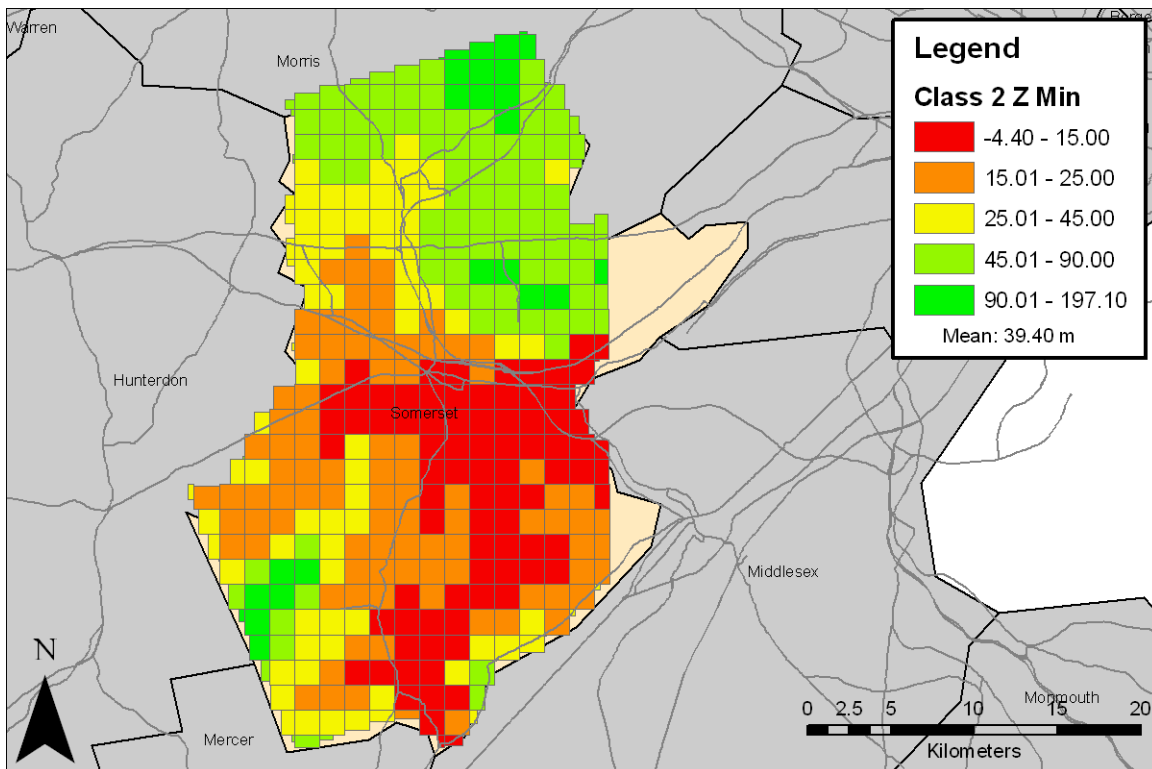 Warren
Morris
Hunterdon
Somerset
Middlesex
Mercer
Monmouth
N
Legend
Class 2 Z Min
-4.40 - 15.00
15.01 - 25.00
25.01 - 45.00
45.01 - 90.00
90.01 - 197.10
Mean: 39.40 m
0 2.5 5 10 15 20
Kilometers